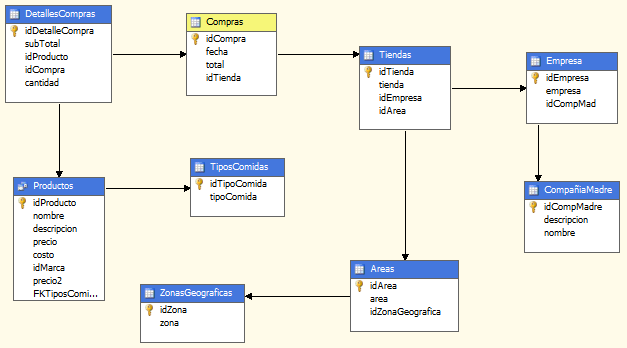 DetallesCompras
idDetalleCompra
subTotal
idProducto
idCompra
cantidad
Compras
idCompra
fecha
total
idTienda
Tiendas
idTienda
tienda
idEmpresa
idArea
Empresa
idEmpresa
empresa
idCompMad
Productos
idProducto
nombre
descripcion
precio
costo
idMarca
precio2
FKTiposComi...
TiposComidas
idTipoComida
tipoComida
CompañiaMadre
idCompMadre
descripcion
nombre
Areas
idArea
area
idZonaGeografica
ZonasGeograficas
idZona
zona